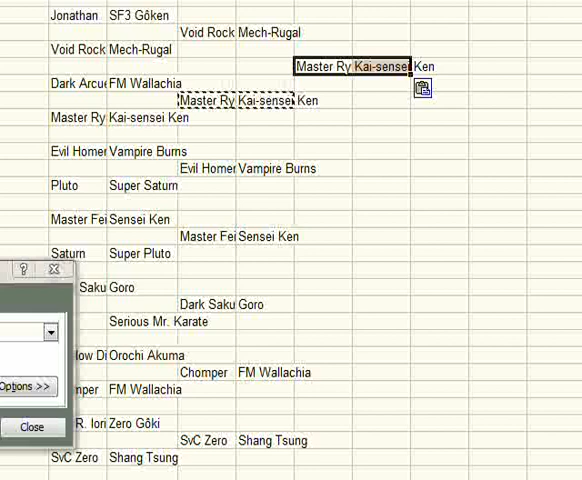 Jonathan SF3 Gôken
Void Rock Mech-Rugal
Void Rock Mech-Rugal
Master Ry Kai-sensei Ken
Dark Arcue FM Wallachia
Master Ry Kai-sensei Ken
Master Ry Kai-sensei Ken
Evil Homer Vampire Burns
Evil Homer Vampire Burns
Pluto Super Saturn
Master Fei Sensei Ken
Master Fei Sensei Ken
Saturn Super Pluto
?
Saku Goro
Dark Saku Goro
Serious Mr. Karate
low Di Orochi Akuma
Chomper FM Wallachia
Options >>
mper FM Wallachia
R. Iori Zero Gôki
Close
SvC Zero Shang Tsung
SvC Zero Shang Tsung